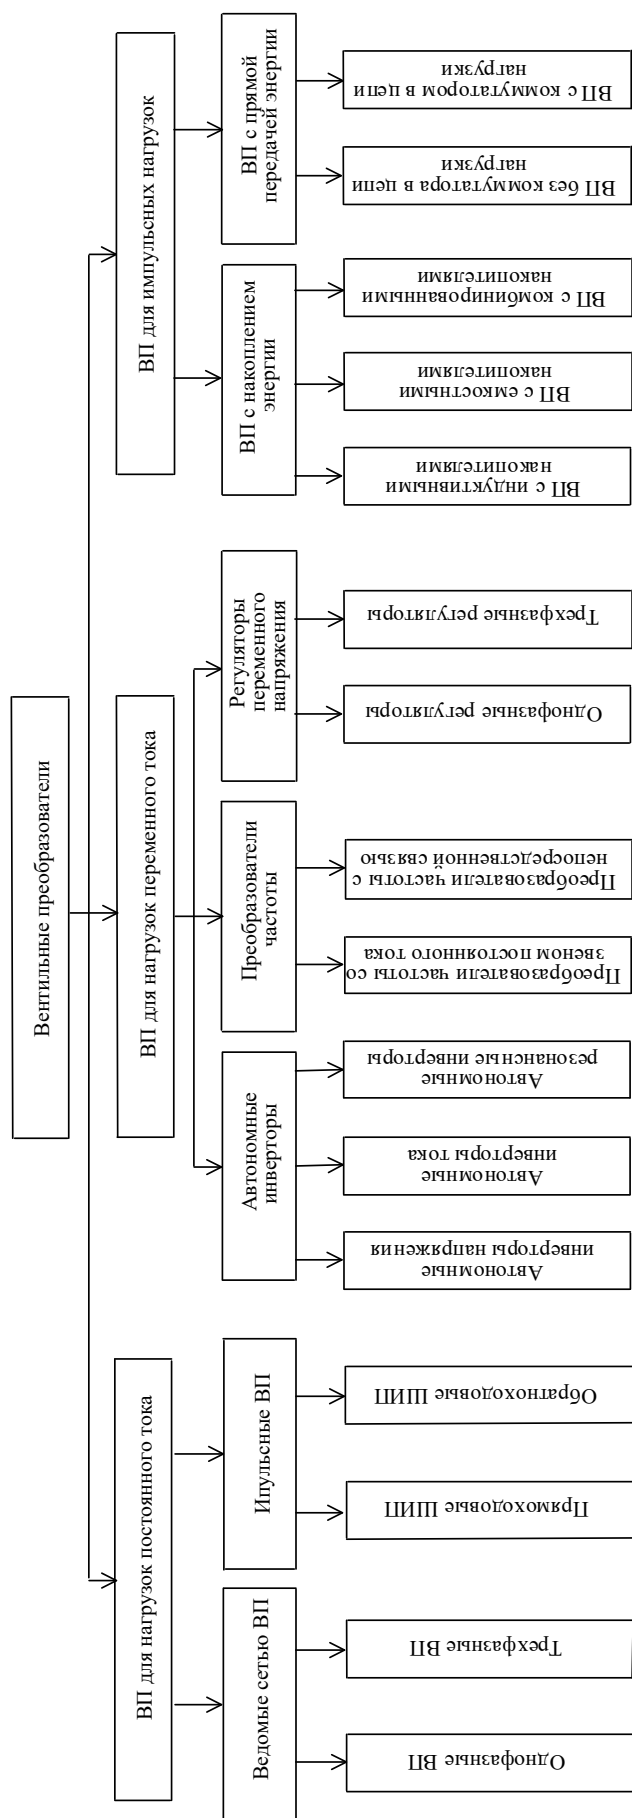 Вентильные преобразователи
ВП для нагрузок постоянного тока
ВП для нагрузок переменного тока
ВП для импульсных нагрузок
Ведомые сетью ВП
Ипульсные ВП
Автономные
инверторы
Преобразователи
частоты
Регуляторы
переменного
напряжения
ВП с накоплением
энергии
ВП с прямой
передачей энергии
Однофазные ВП
Трехфазные ВП
Прямоходовые ШИП
Обратноходовые ШИП
Автономные
инверторы напряжения
Автономные
инверторы тока
Автономные
резонансные инверторы
Преобразователи частоты со
звеном постоянного тока
Преобразователи частоты с
непосредственной связью
Однофазные регуляторы
Трехфазные регуляторы
ВП с индуктивными
накопителями
ВП с емкостными
накопителями
ВП с комбинированными
накопителями
ВП без коммутатора в цепи
нагрузки
ВП с коммутатором в цепи
нагрузки